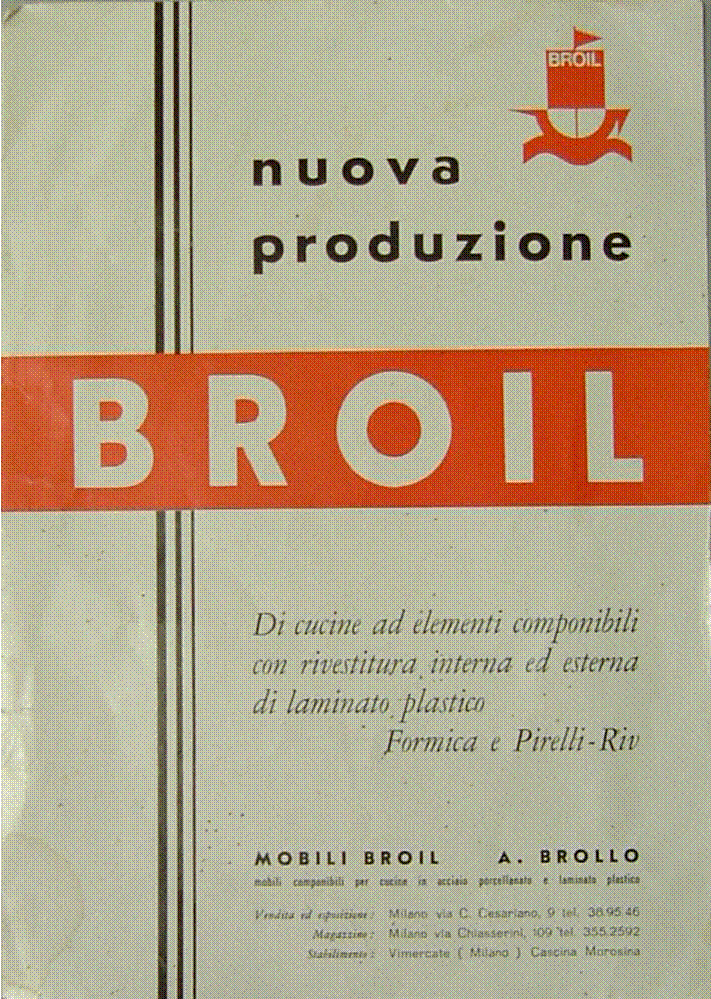 BROIL
nuova
produzione
BROIL
Di cucine ad elementi componibili
con rivestitura interna ed esterna
di laminato plastico
Formica e Pirelli-Riv
MOBILI BROIL A. BROLLO
mobili componibili per cucine in acciaio porcellanato e laminato plastico
Vendita ed esposizione: Milano via C. Cesariano, 9 tel. 36.95.46
Magazzino: Milano via Chiasserini, 109 tel. 355.2592
Stabilimento: Vimercate ( Milano ) Cascina Morosina